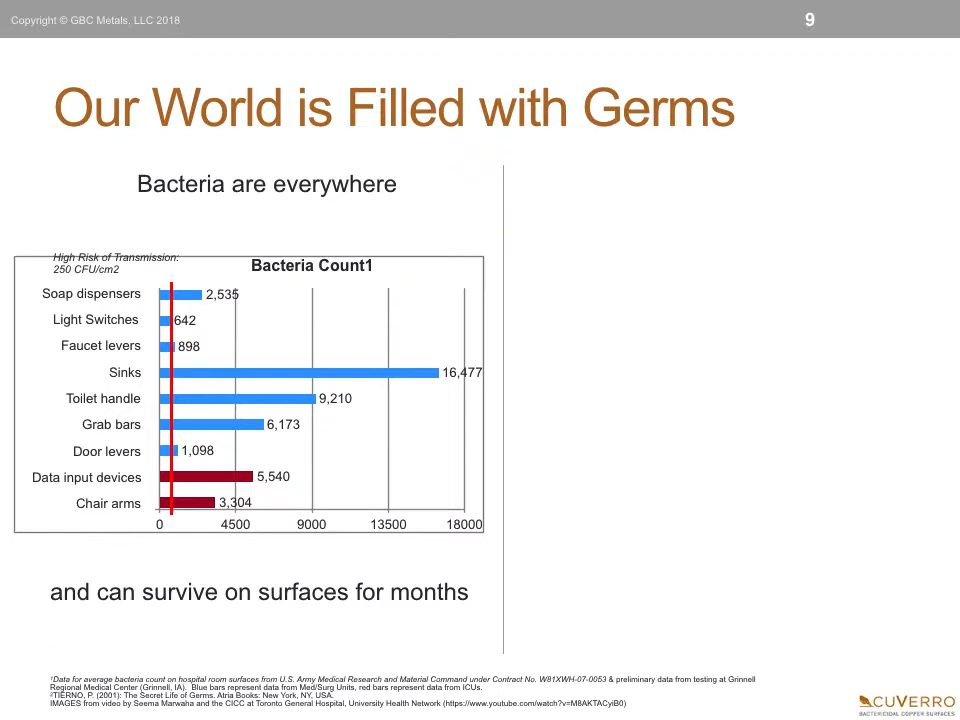 Copyright © GBC Metals, LLC 2018
9
Our World is Filled with Germs
Bacteria are everywhere
High Risk of Transmission:
250 CFU/cm2
Bacteria Count1
Soap dispensers 2,535
Light Switches 642
Faucet levers 898
Sinks 16,477
Toilet handle 9,210
Grab bars 6,173
Door levers 1,098
Data input devices 5,540
Chair arms 3,304
0 4500 9000 13500 18000
and can survive on surfaces for months
¹Data for average bacteria count on hospital room surfaces from U.S. Army Medical Research and Material Command under Contract No. W81XWH-07-0053 & preliminary data from testing at Grinnell
Regional Medical Center (Grinnell, IA). Blue bars represent data from Med/Surg Units, red bars represent data from ICUs.
²TIERNO, P. (2001): The Secret Life of Germs. Atria Books: New York, NY, USA.
IMAGES from video by Seema Marwaha and the CICC at Toronto General Hospital, University Health Network (https://www.youtube.com/watch?v=M8AKTACyiB0)
CUVERRO
BACTERICIDAL COPPER SURFACES